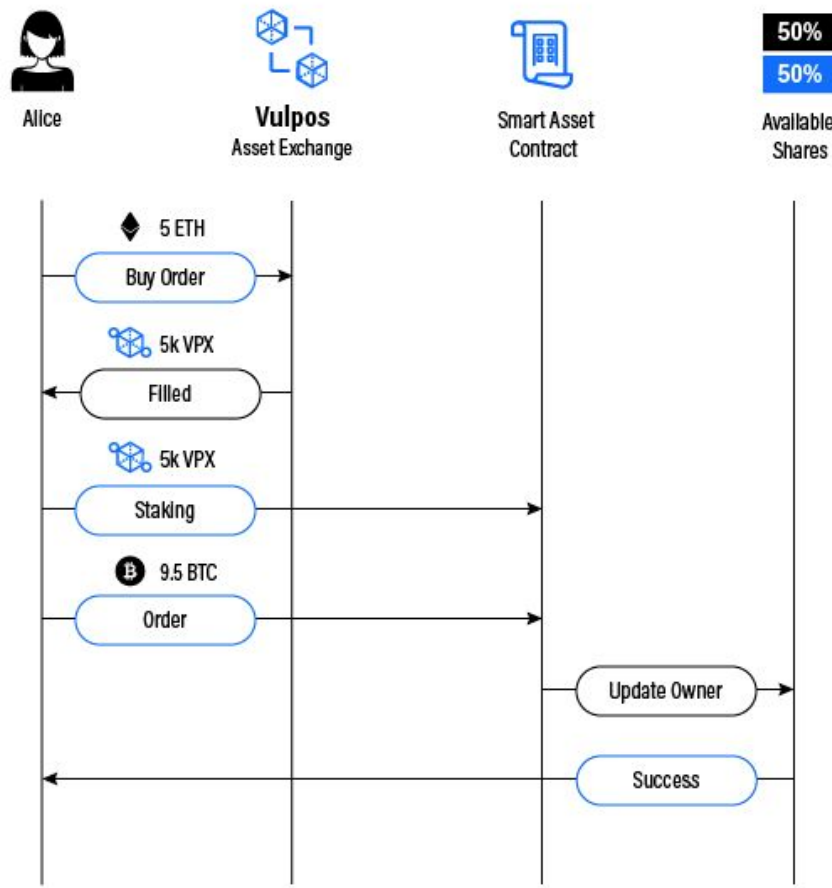 50%
50%
Alice
Vulpos
Asset Exchange
Smart Asset
Contract
Available
Shares
5 ETH
Buy Order
5k VPX
Filled
5k VPX
Staking
9.5 BTC
Order
Update Owner
Success